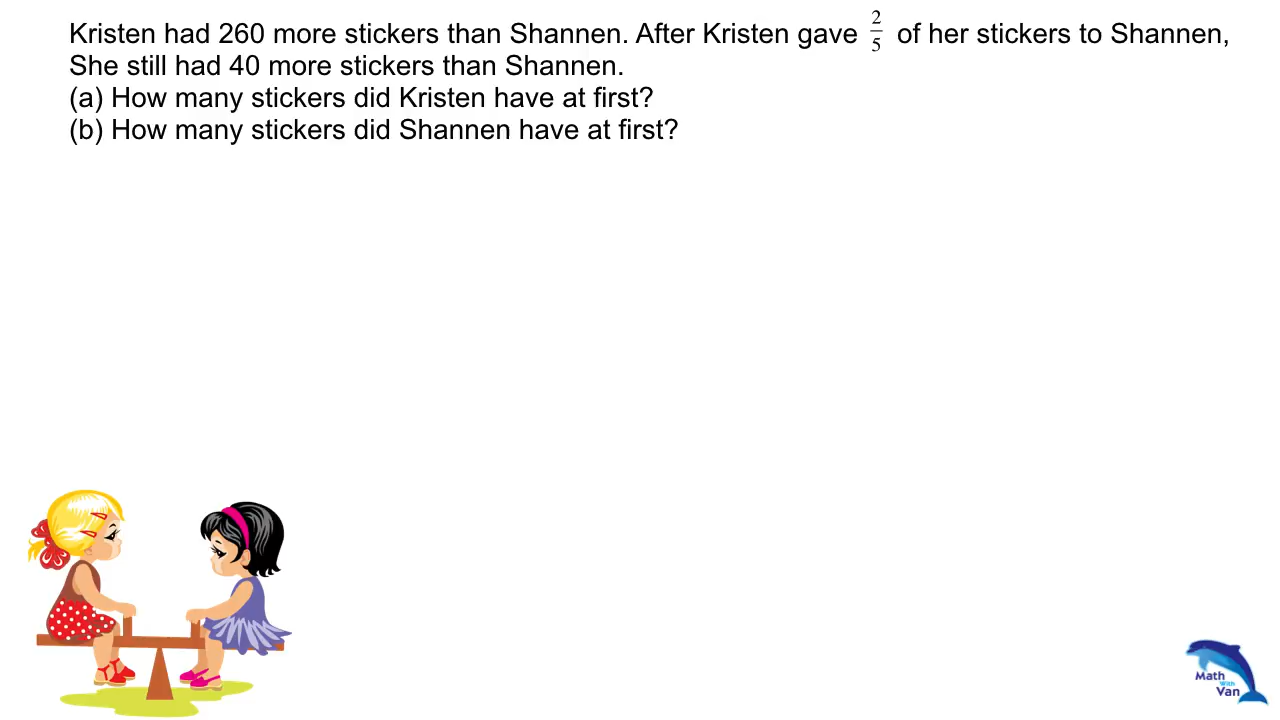 Kristen had 260 more stickers than Shannen. After Kristen gave 2/5 of her stickers to Shannen,
She still had 40 more stickers than Shannen.
(a) How many stickers did Kristen have at first?
(b) How many stickers did Shannen have at first?
Math
with
Van